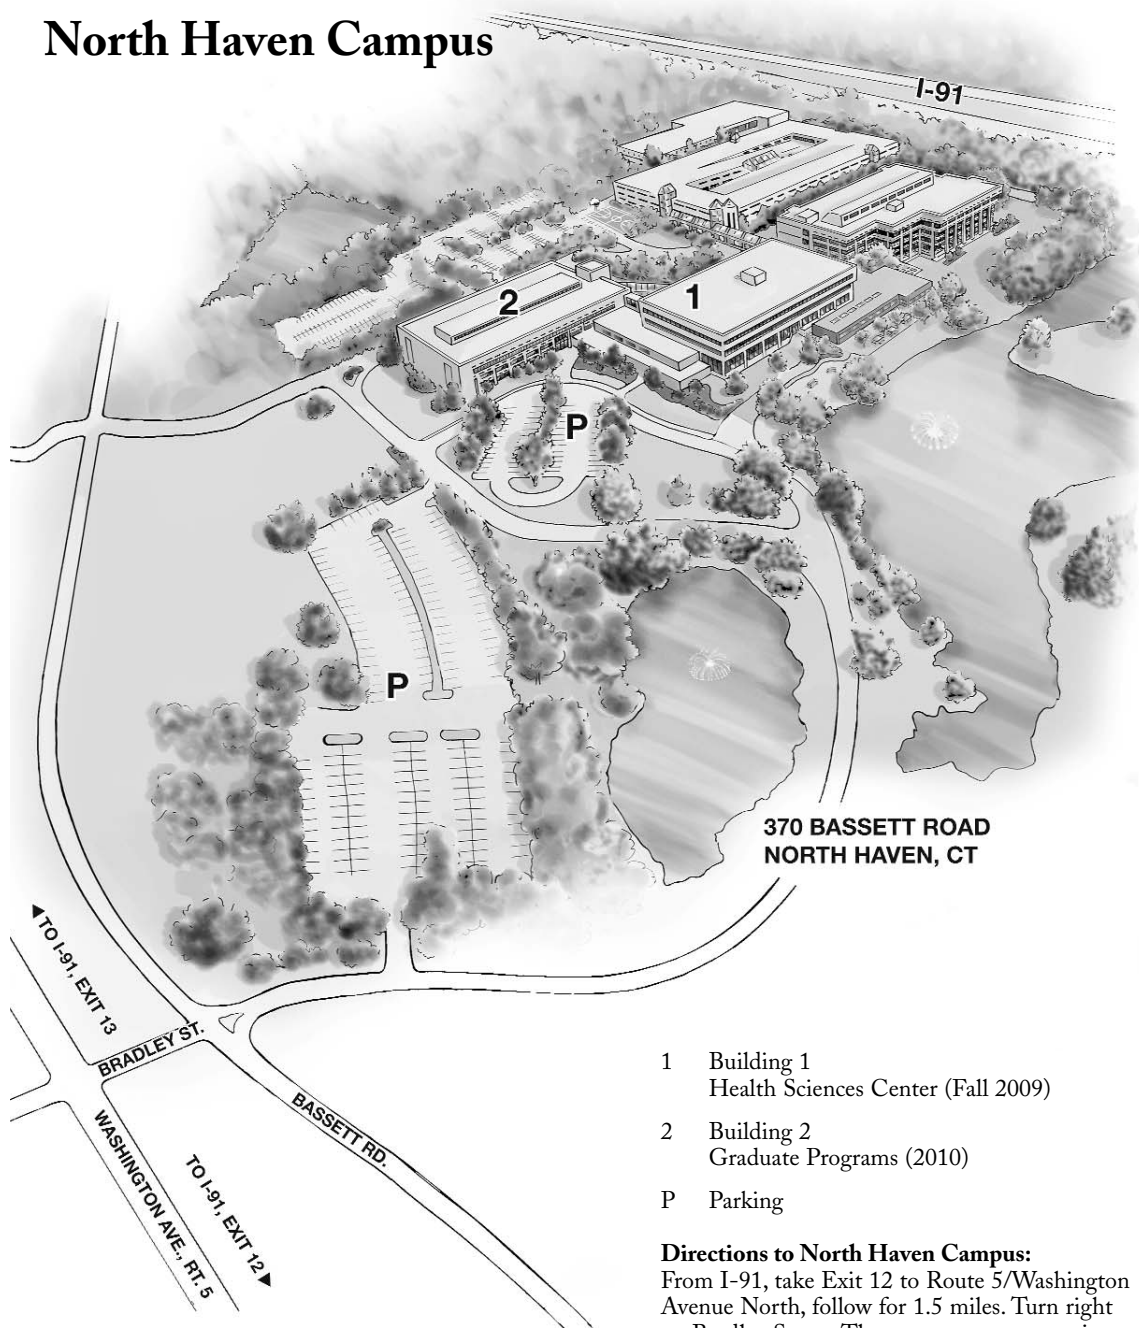 North Haven Campus
I-91
2
1
P
P
370 BASSETT ROAD
NORTH HAVEN, CT
◄TO I-91, EXIT 13
BRADLEY ST.
BASSETT RD.
WASHINGTON AVE., RT. 5
TO I-91, EXIT 12►
1 Building 1
Health Sciences Center (Fall 2009)
2 Building 2
Graduate Programs (2010)
P Parking
Directions to North Haven Campus:
From I-91, take Exit 12 to Route 5/Washington
Avenue North, follow for 1.5 miles. Turn right